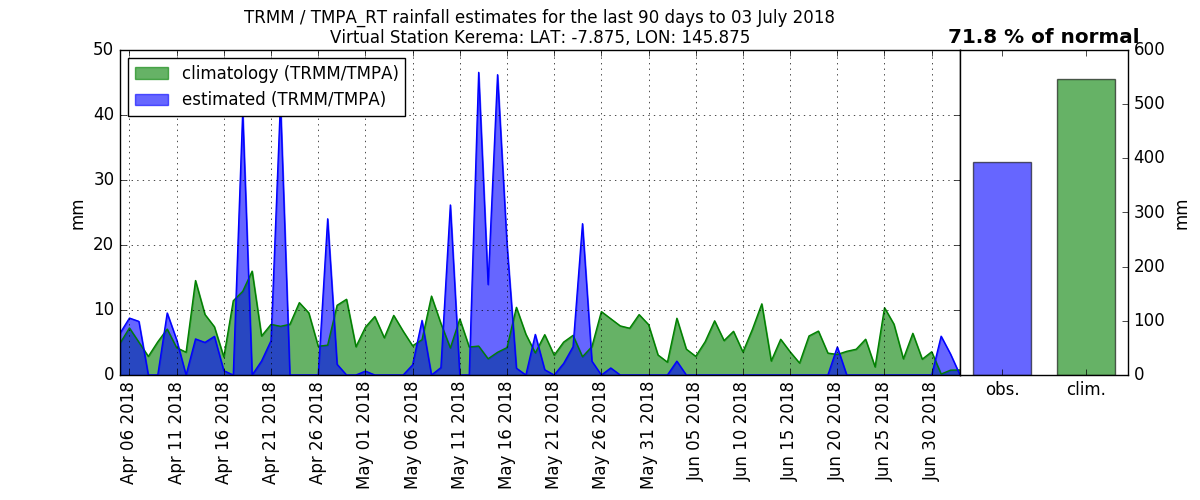 TRMM / TMPA_RT rainfall estimates for the last 90 days to 03 July 2018
Virtual Station Kerema: LAT: -7.875, LON: 145.875
71.8 % of normal
climatology (TRMM/TMPA)
estimated (TRMM/TMPA)
50
40
30
20
10
0
mm
Apr 06 2018
Apr 11 2018
Apr 16 2018
Apr 21 2018
Apr 26 2018
May 01 2018
May 06 2018
May 11 2018
May 16 2018
May 21 2018
May 26 2018
May 31 2018
Jun 05 2018
Jun 10 2018
Jun 15 2018
Jun 20 2018
Jun 25 2018
Jun 30 2018
obs.
clim.
600
500
400
300
200
100
0
mm